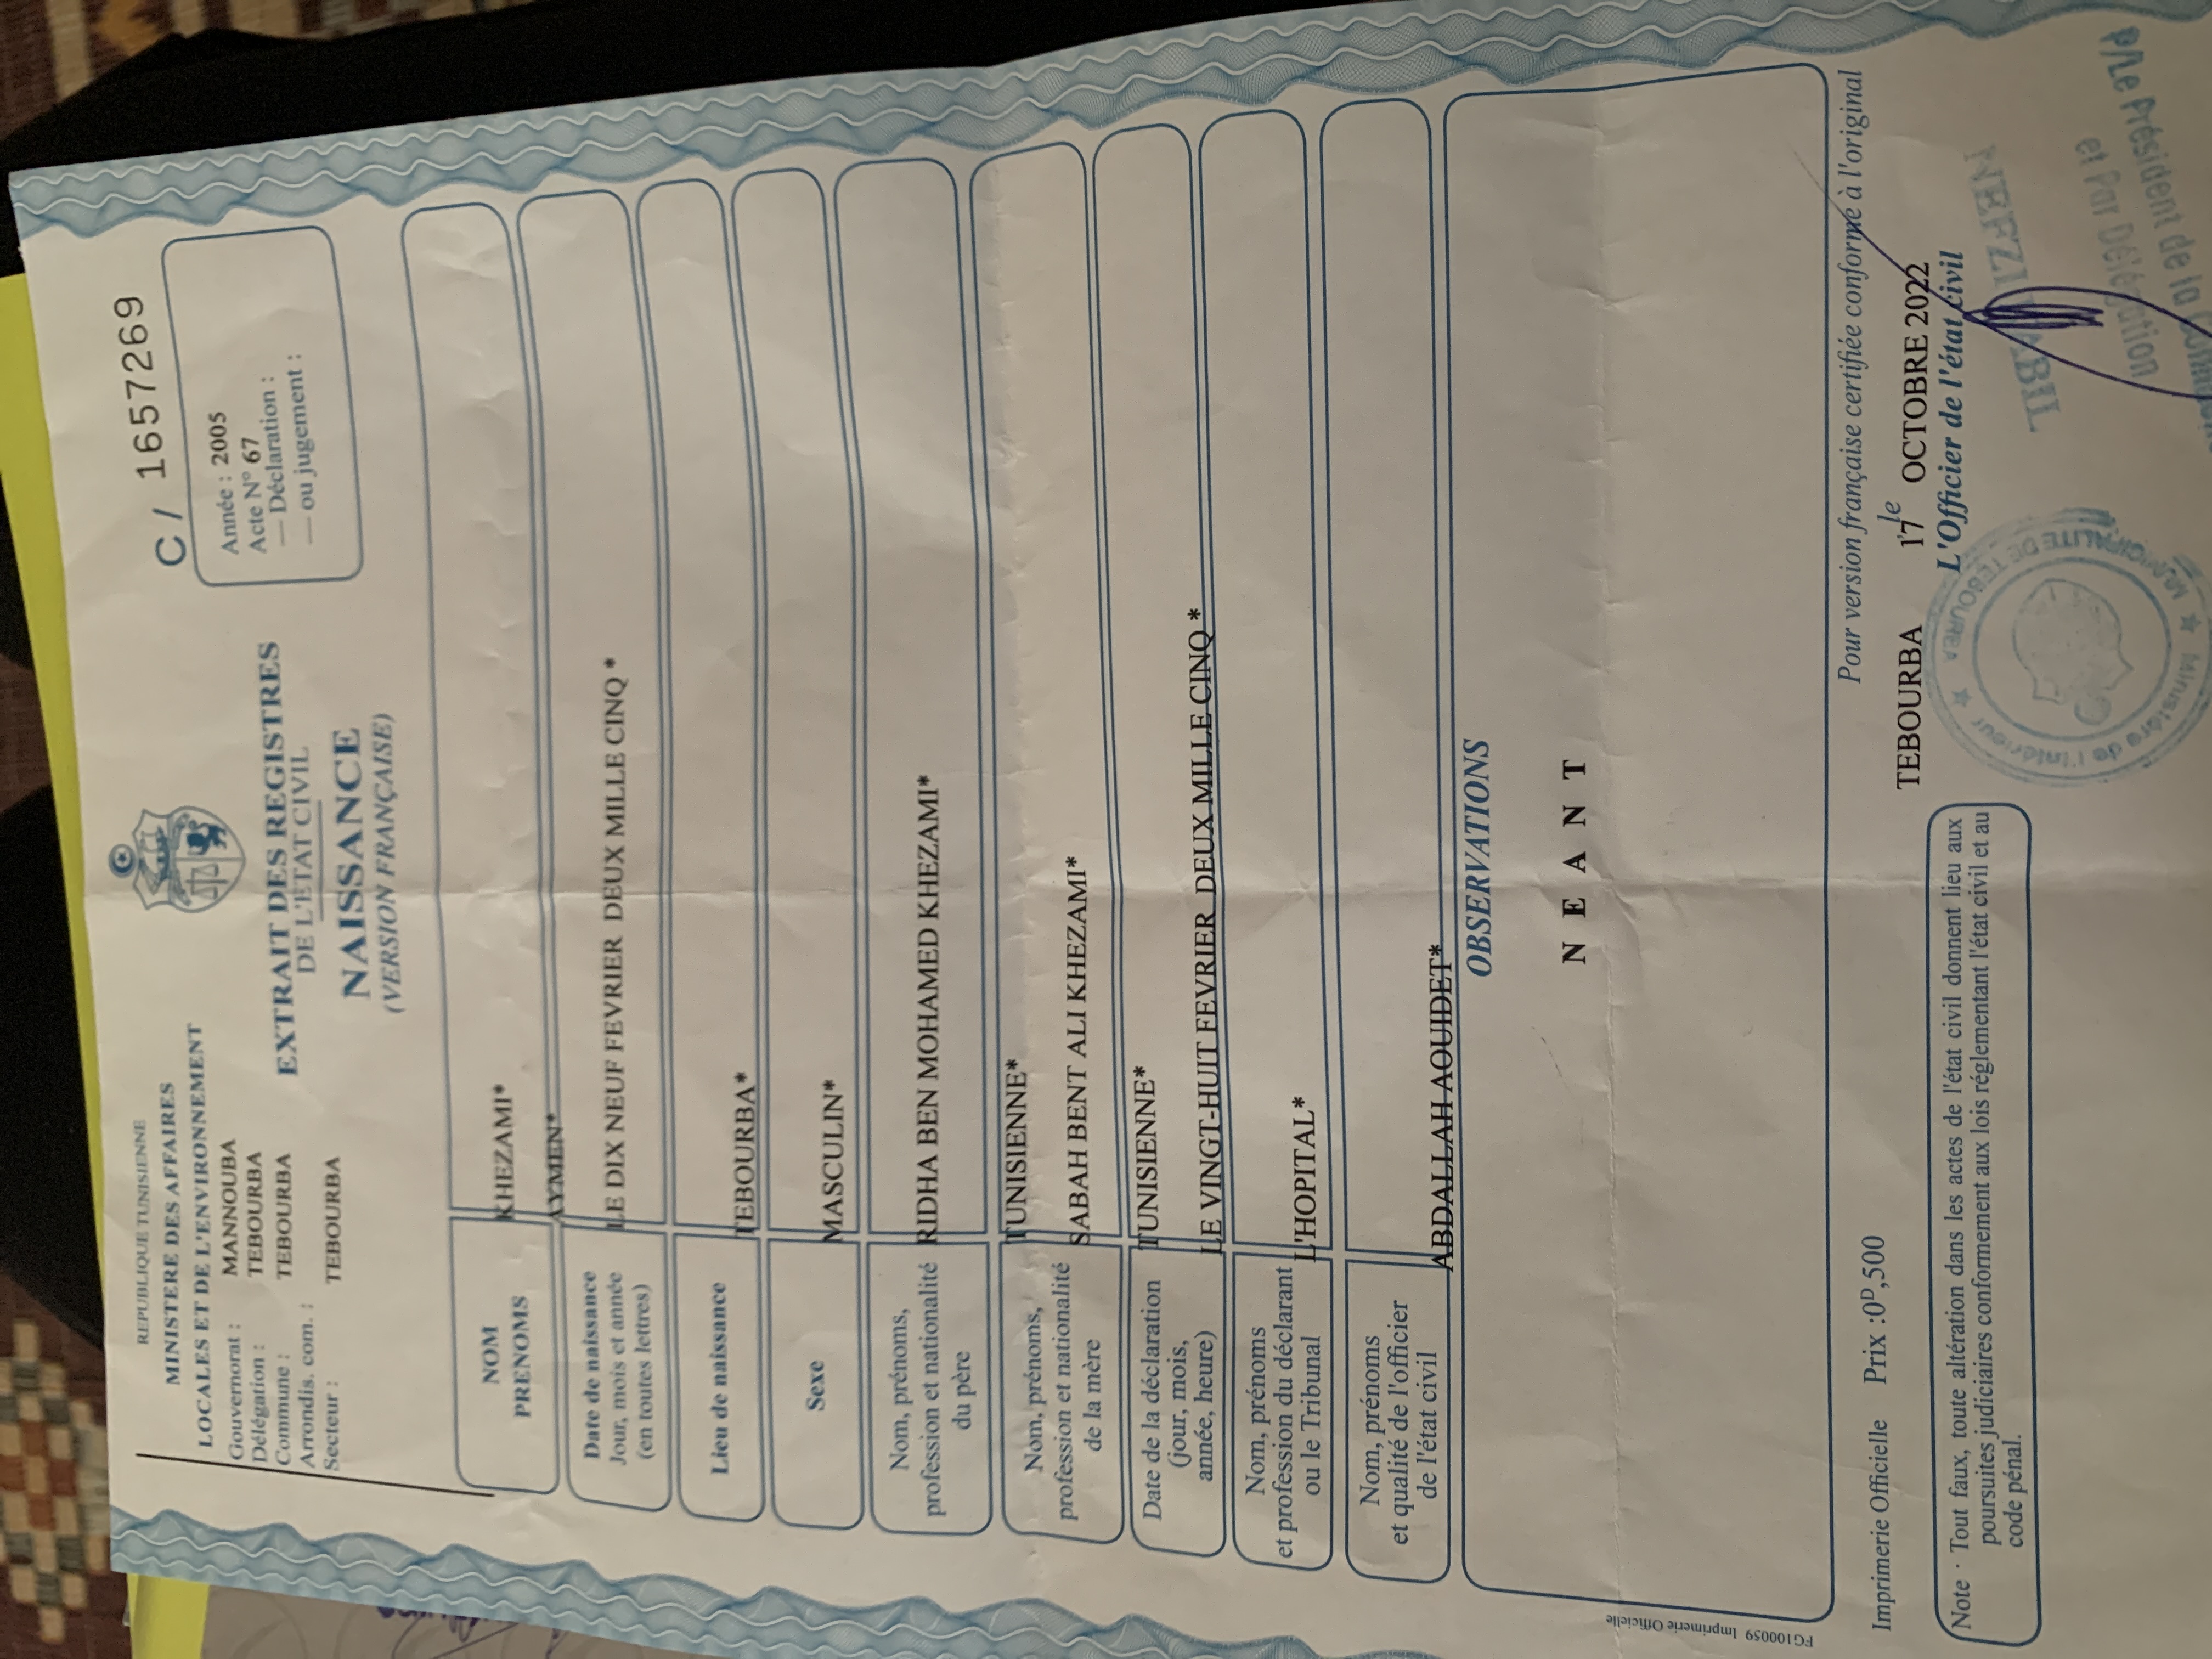 REPUBLIQUE TUNISIENNE
MINISTERE DES AFFAIRES
LOCALES ET DE L'ENVIRONNEMENT
Gouvernorat : MANNOUBA
Délégation : TEBOURBA
Commune : TEBOURBA
Arrondis. com. :
Secteur : TEBOURBA
EXTRAIT DES REGISTRES
DE L'ÉTAT CIVIL
NAISSANCE
(VERSION FRANÇAISE)
C / 1657269
Année : 2005
Acte N° 67
— Déclaration :
— ou jugement :
NOM
PRENOMS
KHEZAMI*
AYMEN*
Date de naissance
Jour, mois et année
(en toutes lettres)
LE DIX NEUF FEVRIER DEUX MILLE CINQ *
Lieu de naissance
TEBOURBA*
Sexe
MASCULIN*
Nom, prénoms,
profession et nationalité
du père
RIDHA BEN MOHAMED KHEZAMI*
TUNISIENNE*
Nom, prénoms,
profession et nationalité
de la mère
SABAH BENT ALI KHEZAMI*
TUNISIENNE*
Date de la déclaration
(jour, mois,
année, heure)
LE VINGT-HUIT FEVRIER DEUX MILLE CINQ *
Nom, prénoms
et profession du déclarant
ou le Tribunal
L'HOPITAL*
Nom, prénoms
et qualité de l'officier
de l'état civil
ABDALLAH AOUIDET*
OBSERVATIONS
N E A N T
Pour version française certifiée conforme à l'original
TEBOURBA le 17 OCTOBRE 2022
L'Officier de l'état civil
P/Le Président de la
et Par Délégation
Ministère de l'intérieur ★ MUNICIPALITE DE TEBOURBA ★
Imprimerie Officielle Prix :0D,500
Note · Tout faux, toute altération dans les actes de l'état civil donnent lieu aux
poursuites judiciaires conformement aux lois réglementant l'état civil et au
code pénal.
FG100059 Imprimerie Officielle